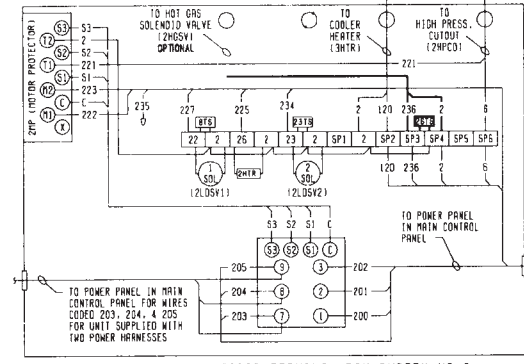 TO HOT GAS
SOLENOID VALVE
(2HGSV)
OPTIONAL
TO
COOLER
HEATER
(3HTR)
TO
HIGH PRESS.
CUTOUT
(2HPCO)
2MP (MOTOR PROTECTOR)
S3 S3
T2 2
S2 S2
T1 221
S1 S1
M2 223
C C
M1 222
X
221
235
227
225
234
2
120
236
2
6
8TS
23TS
22 2 26 2 23 2 SP1 2 SP2 SP3 SP4 SP5 SP6
1
SOL
(2LDSV1)
2HTR
2
SOL
(2LDSV2)
120
236
2
6
S3 S2 S1 C
S3 S2 S1 C
205 9 3 202
204 8 2 201
203 7 1 200
TO POWER PANEL
IN MAIN CONTROL
PANEL
TO POWER PANEL IN MAIN
CONTROL PANEL FOR WIRES
CODED 203, 204, & 205
FOR UNIT SUPPLIED WITH
TWO POWER HARNESSES